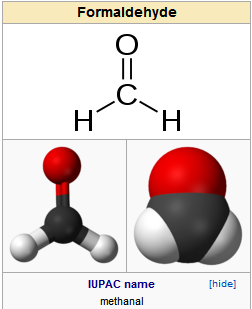 Formaldehyde
O
C
H H
IUPAC name [hide]
methanal